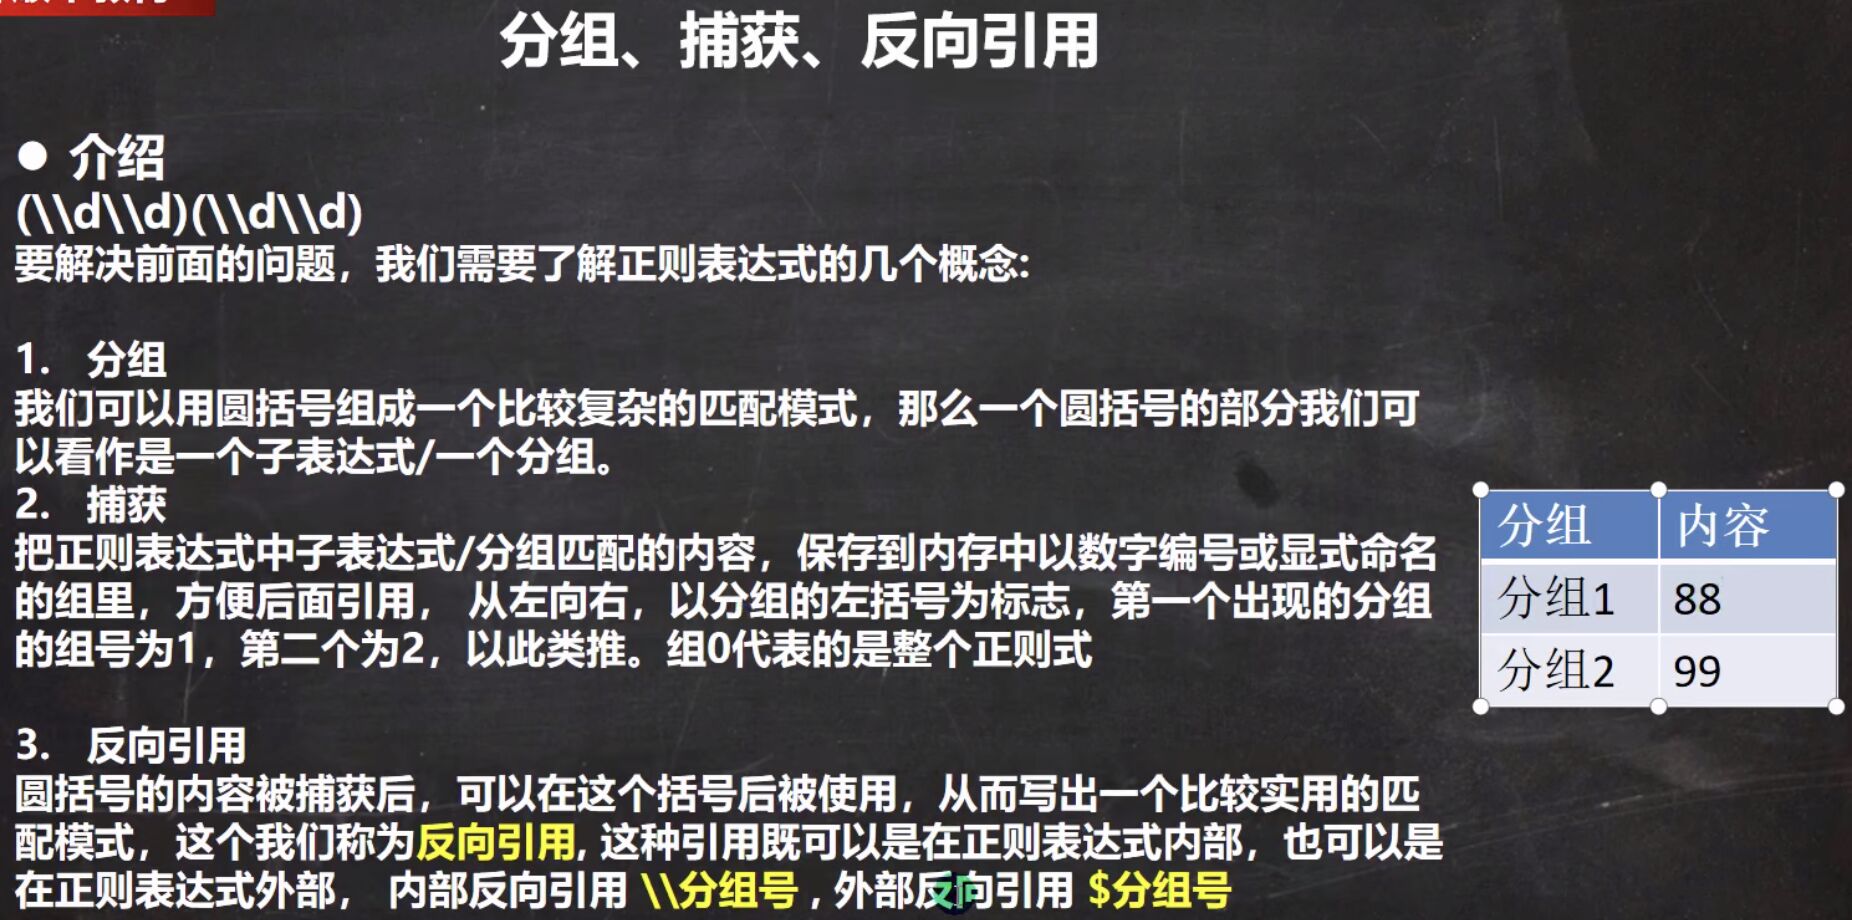 分组、捕获、反向引用
● 介绍
(\\d\\d)(\\d\\d)
要解决前面的问题，我们需要了解正则表达式的几个概念:
1. 分组
我们可以用圆括号组成一个比较复杂的匹配模式，那么一个圆括号的部分我们可
以看作是一个子表达式/一个分组。
2. 捕获
把正则表达式中子表达式/分组匹配的内容，保存到内存中以数字编号或显式命名
的组里，方便后面引用， 从左向右，以分组的左括号为标志，第一个出现的分组
的组号为1，第二个为2，以此类推。组0代表的是整个正则式
3. 反向引用
圆括号的内容被捕获后，可以在这个括号后被使用，从而写出一个比较实用的匹
配模式，这个我们称为反向引用, 这种引用既可以是在正则表达式内部，也可以是
在正则表达式外部， 内部反向引用 \\分组号 , 外部反向引用 $分组号
分组 内容
分组1 88
分组2 99